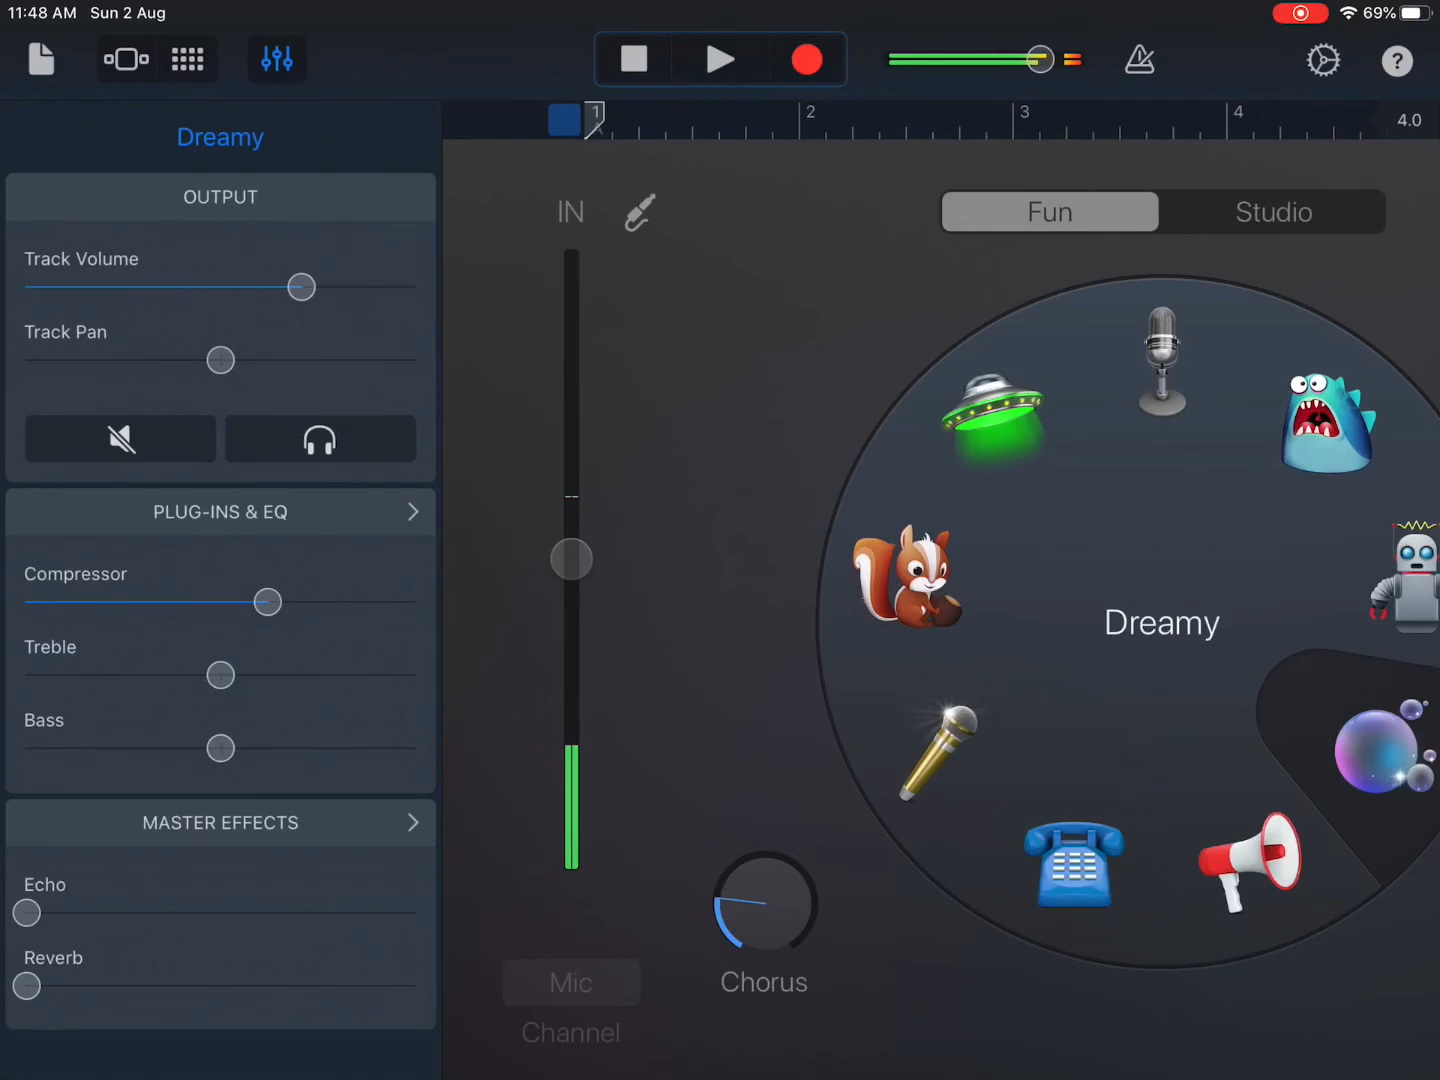 11:48 AM Sun 2 Aug
69%
Dreamy
OUTPUT
Track Volume
Track Pan
PLUG-INS & EQ
Compressor
Treble
Bass
MASTER EFFECTS
Echo
Reverb
1 2 3 4 4.0
IN
Fun Studio
Dreamy
Chorus
Mic
Channel